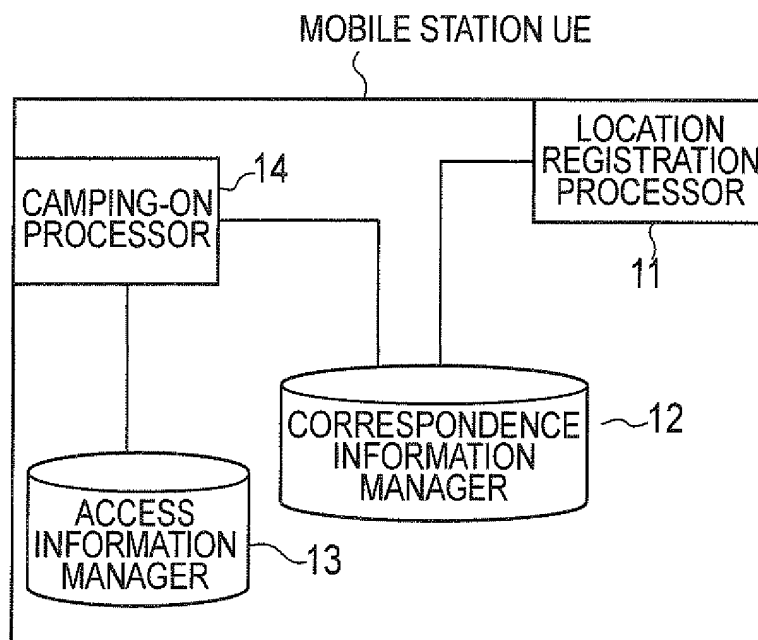 MOBILE STATION UE
LOCATION
REGISTRATION
PROCESSOR
11
14
CAMPING-ON
PROCESSOR
CORRESPONDENCE
INFORMATION
MANAGER
12
ACCESS
INFORMATION
MANAGER
13